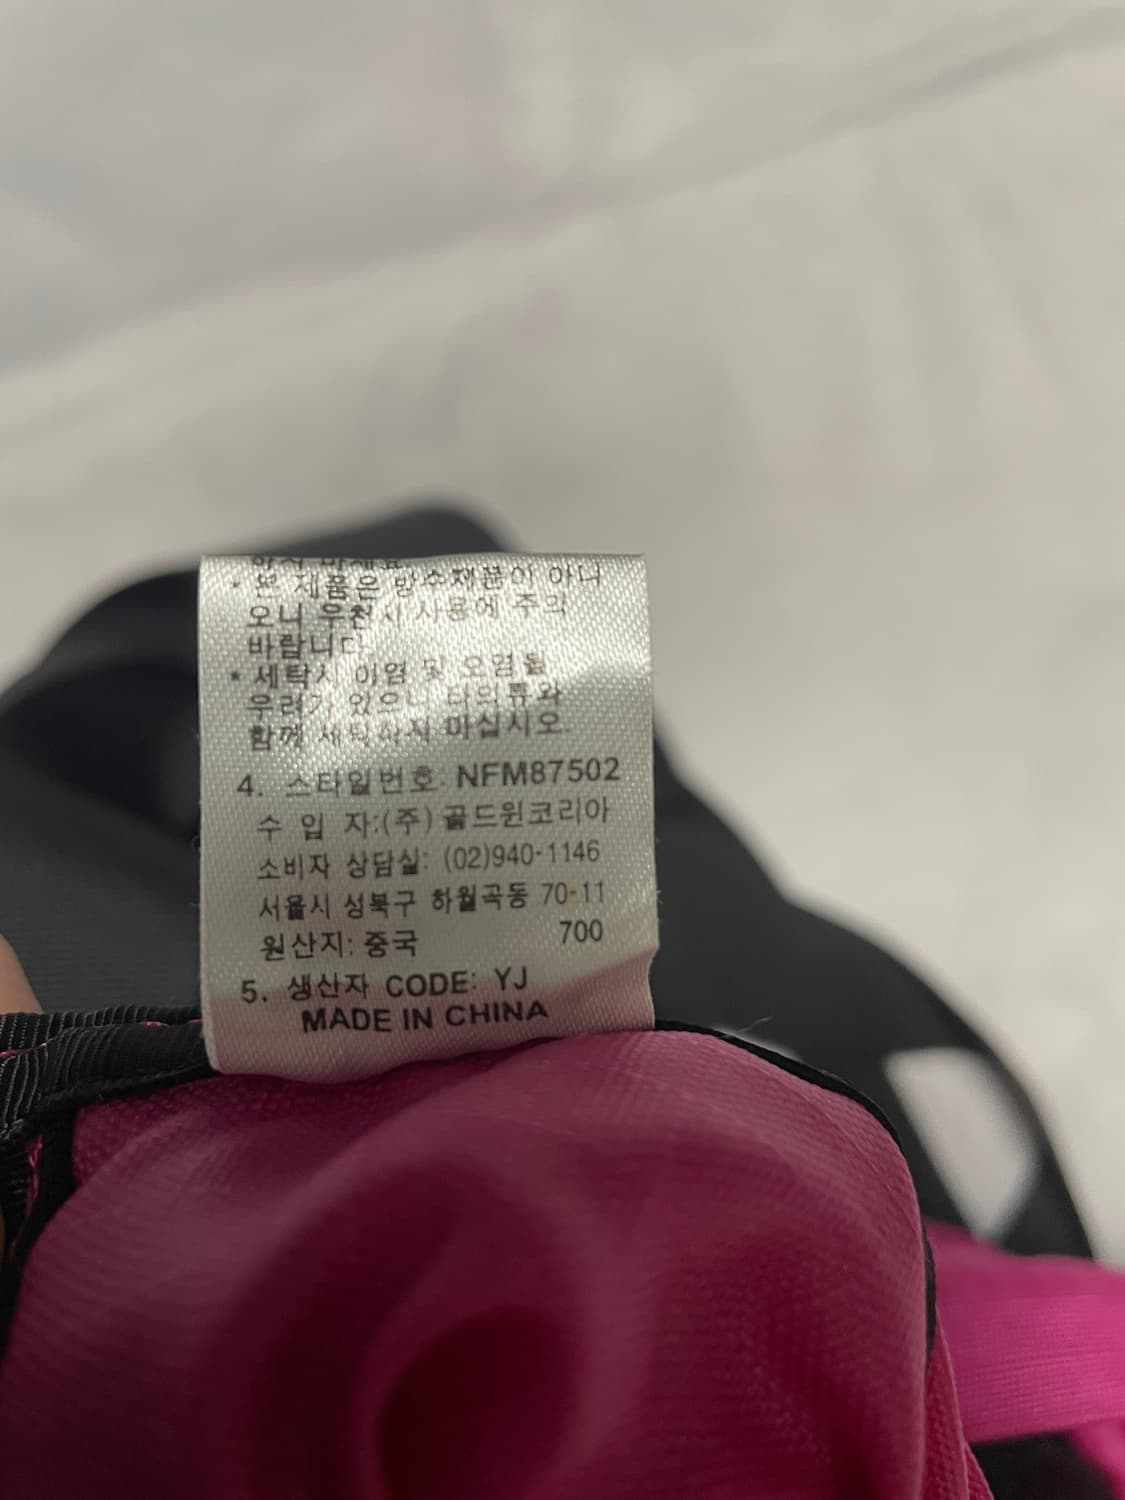 * 본 제품은 방수제품이 아니
오니 우천시 사용에 주의
바랍니다
* 세탁시 이염 및 오염될
우려가 있으니 타의류와
함께 세탁하지 마십시오.
4. 스타일번호: NFM87502
수 입 자:(주) 골드윈코리아
소비자 상담실: (02)940-1146
서울시 성북구 하월곡동 70-11
원산지: 중국 700
5. 생산자 CODE: YJ
MADE IN CHINA